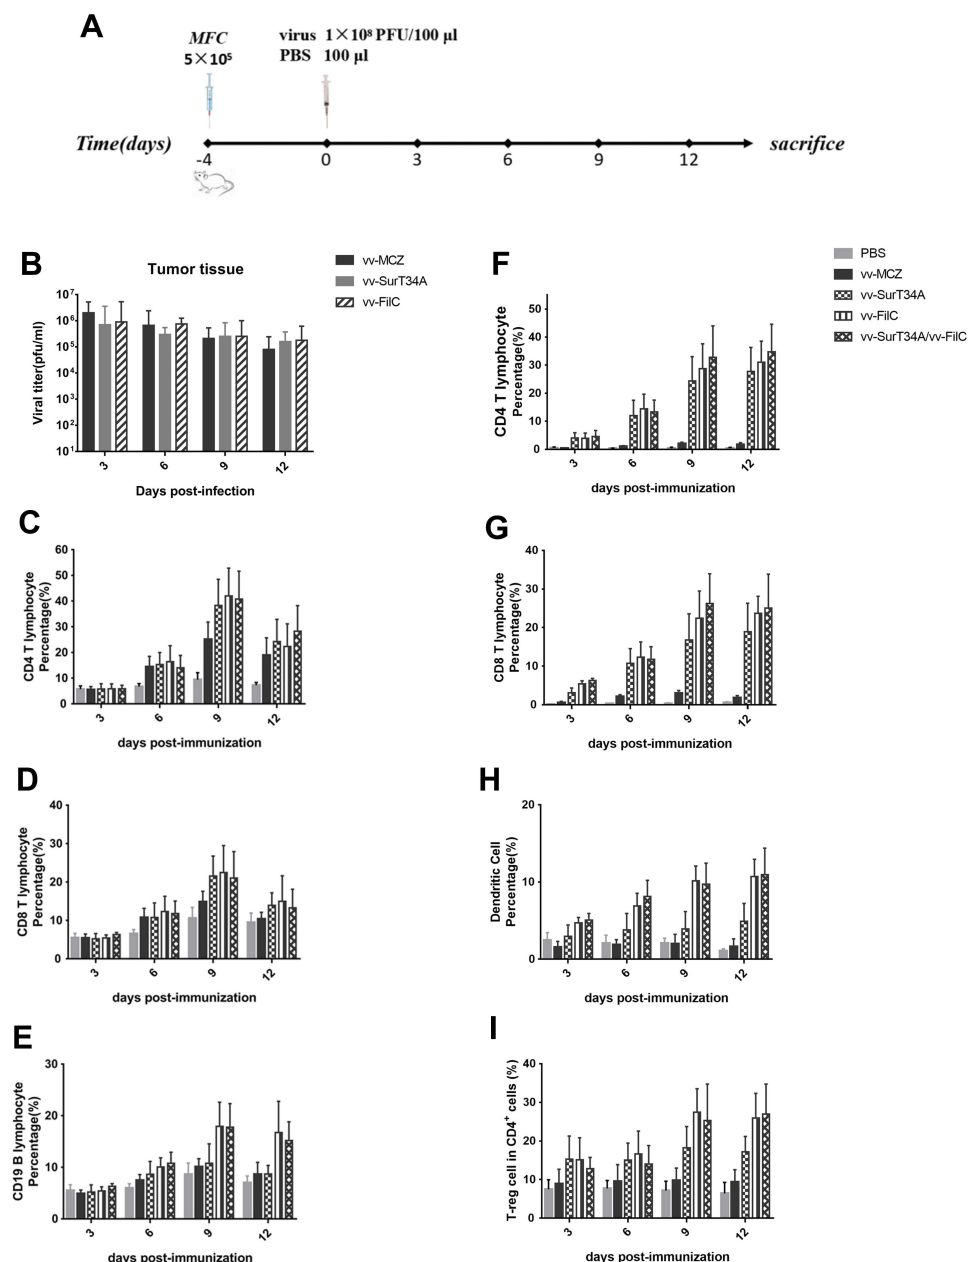 A
MFC
5×10⁵
virus 1×10⁸ PFU/100 μl
PBS 100 μl
Time(days)
-4 0 3 6 9 12
sacrifice
B
Tumor tissue
vv-MCZ
vv-SurT34A
vv-FilC
Viral titer(pfu/ml)
10⁷
10⁶
10⁵
10⁴
10³
10²
10¹
3 6 9 12
Days post-infection
F
PBS
vv-MCZ
vv-SurT34A
vv-FilC
vv-SurT34A/vv-FilC
CD4 T lymphocyte
Percentage(%)
50
40
30
20
10
0
3 6 9 12
days post-immunization
C
CD4 T lymphocyte
Percentage(%)
60
50
40
30
20
10
0
3 6 9 12
days post-immunization
G
CD8 T lymphocyte
Percentage(%)
40
30
20
10
0
3 6 9 12
days post-immunization
D
CD8 T lymphocyte
Percentage(%)
40
30
20
10
0
3 6 9 12
days post-immunization
H
Dendritic Cell
Percentage(%)
20
10
0
3 6 9 12
days post-immunization
E
CD19 B lymphocyte
Percentage(%)
30
20
10
0
3 6 9 12
days post-immunization
I
T-reg cell in CD4⁺ cells (%)
40
30
20
10
0
3 6 9 12
days post-immunization